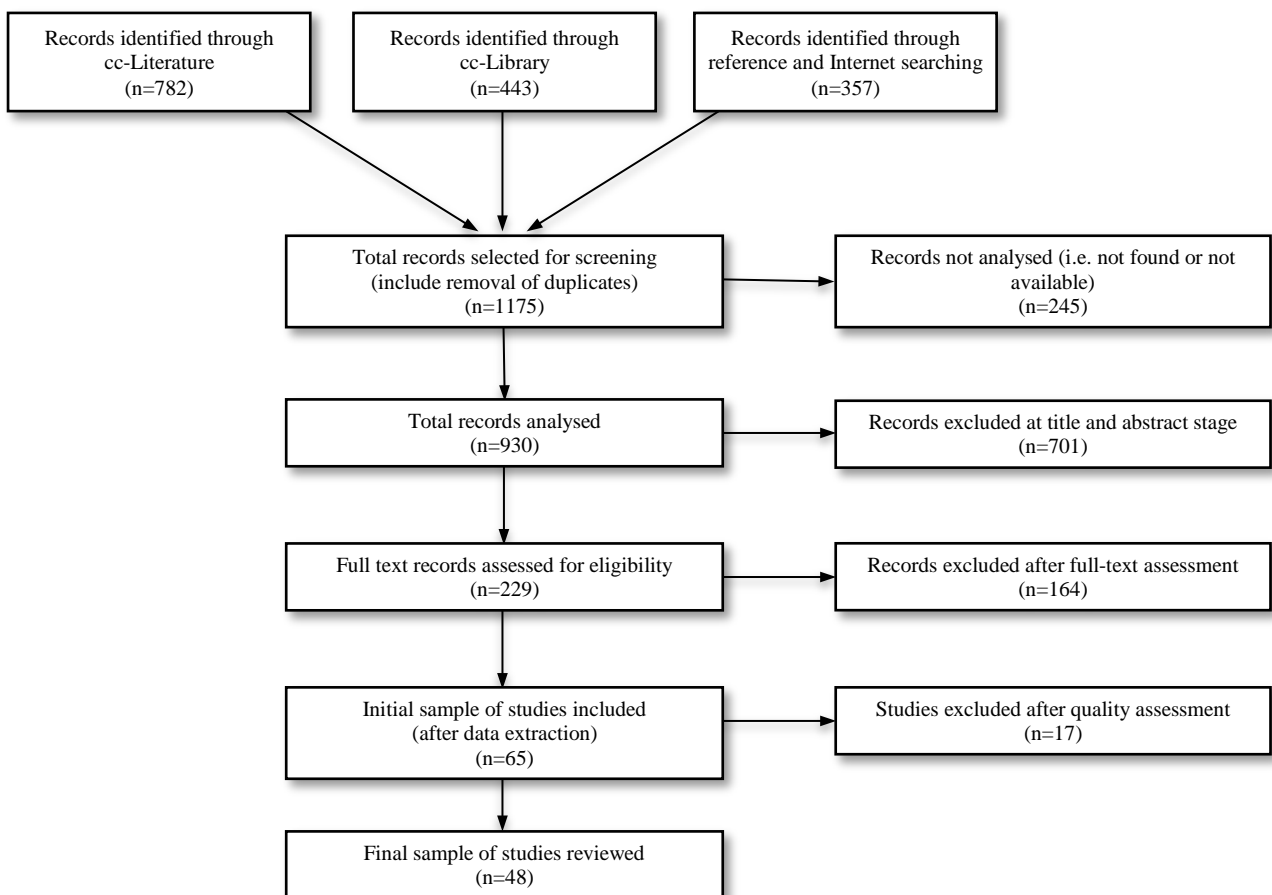 Records identified through
cc-Literature
(n=782)
Records identified through
cc-Library
(n=443)
Records identified through
reference and Internet searching
(n=357)
Total records selected for screening
(include removal of duplicates)
(n=1175)
Records not analysed (i.e. not found or not
available)
(n=245)
Total records analysed
(n=930)
Records excluded at title and abstract stage
(n=701)
Full text records assessed for eligibility
(n=229)
Records excluded after full-text assessment
(n=164)
Initial sample of studies included
(after data extraction)
(n=65)
Studies excluded after quality assessment
(n=17)
Final sample of studies reviewed
(n=48)